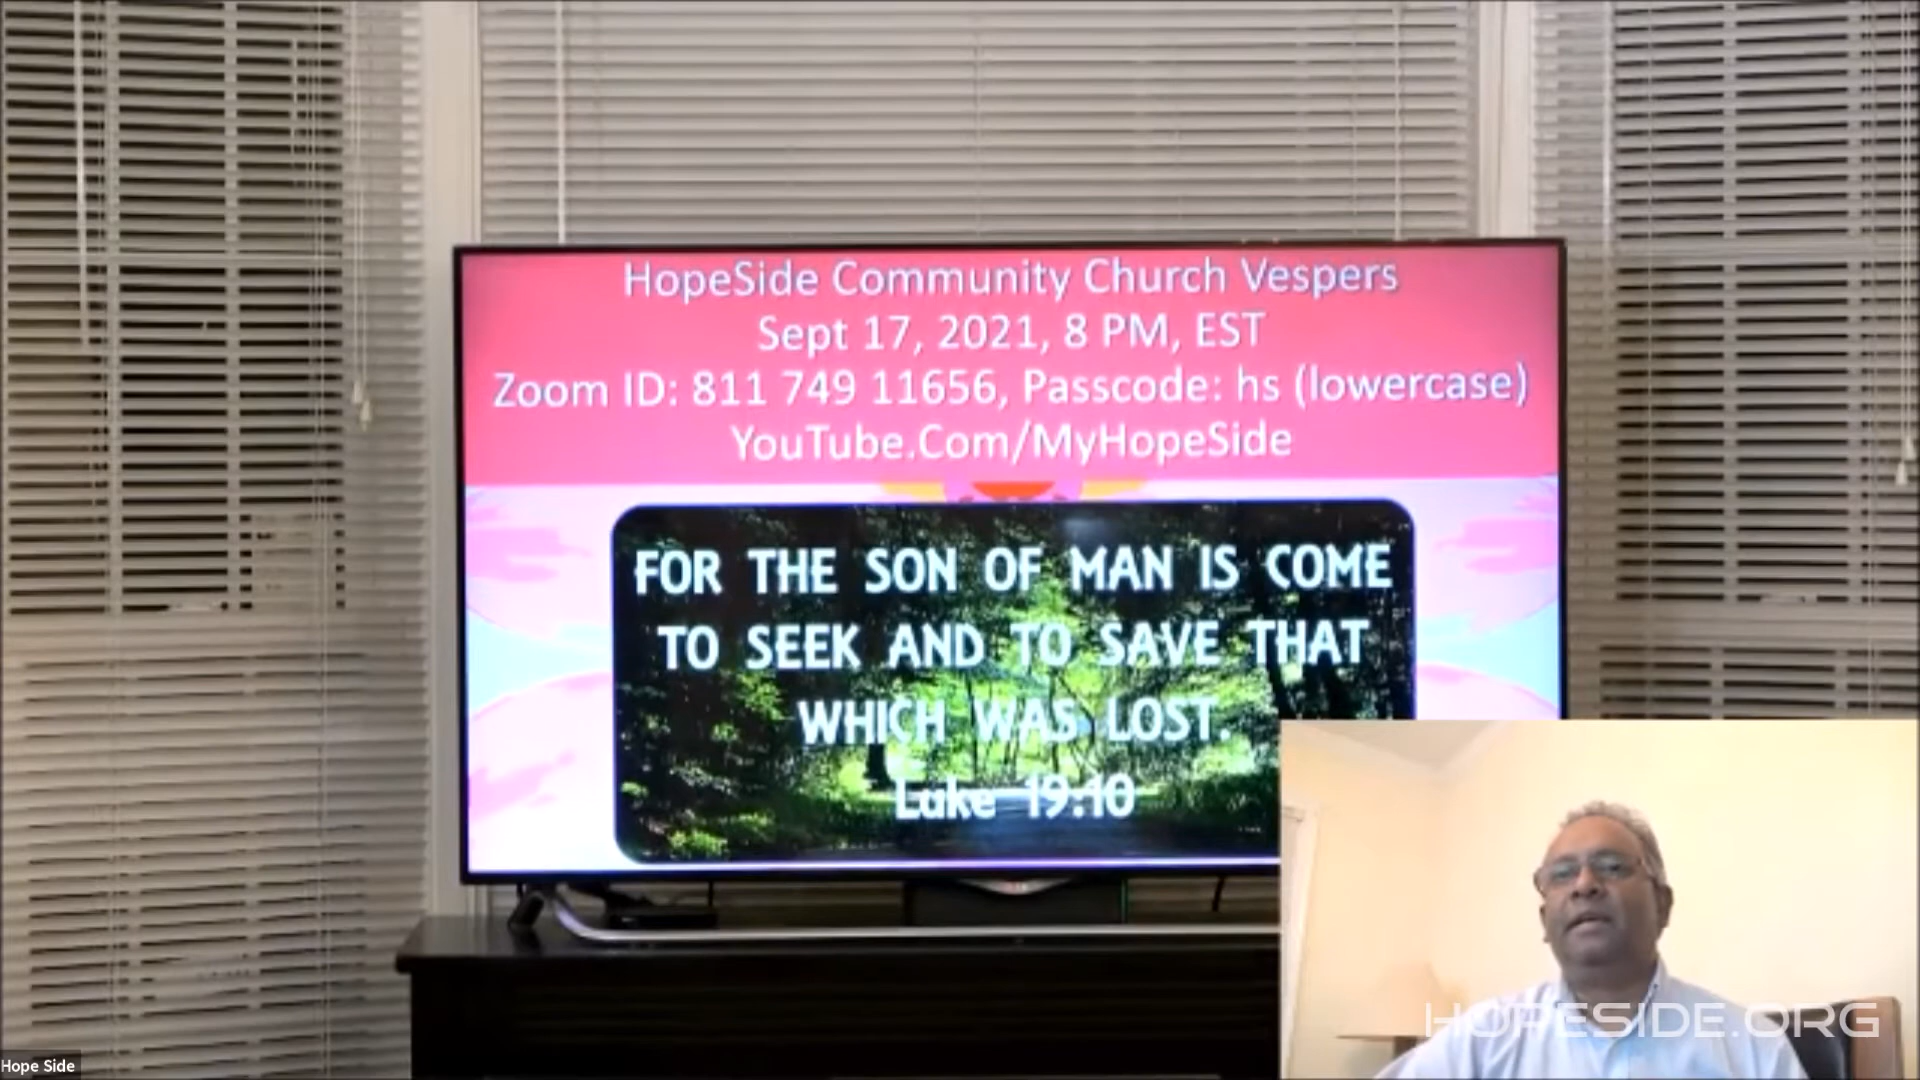 HopeSide Community Church Vespers
Sept 17, 2021, 8 PM, EST
Zoom ID: 811 749 11656, Passcode: hs (lowercase)
YouTube.Com/MyHopeSide
FOR THE SON OF MAN IS COME
TO SEEK AND TO SAVE THAT
WHICH WAS LOST.
Luke 19:10
HOPESIDE.ORG
Hope Side